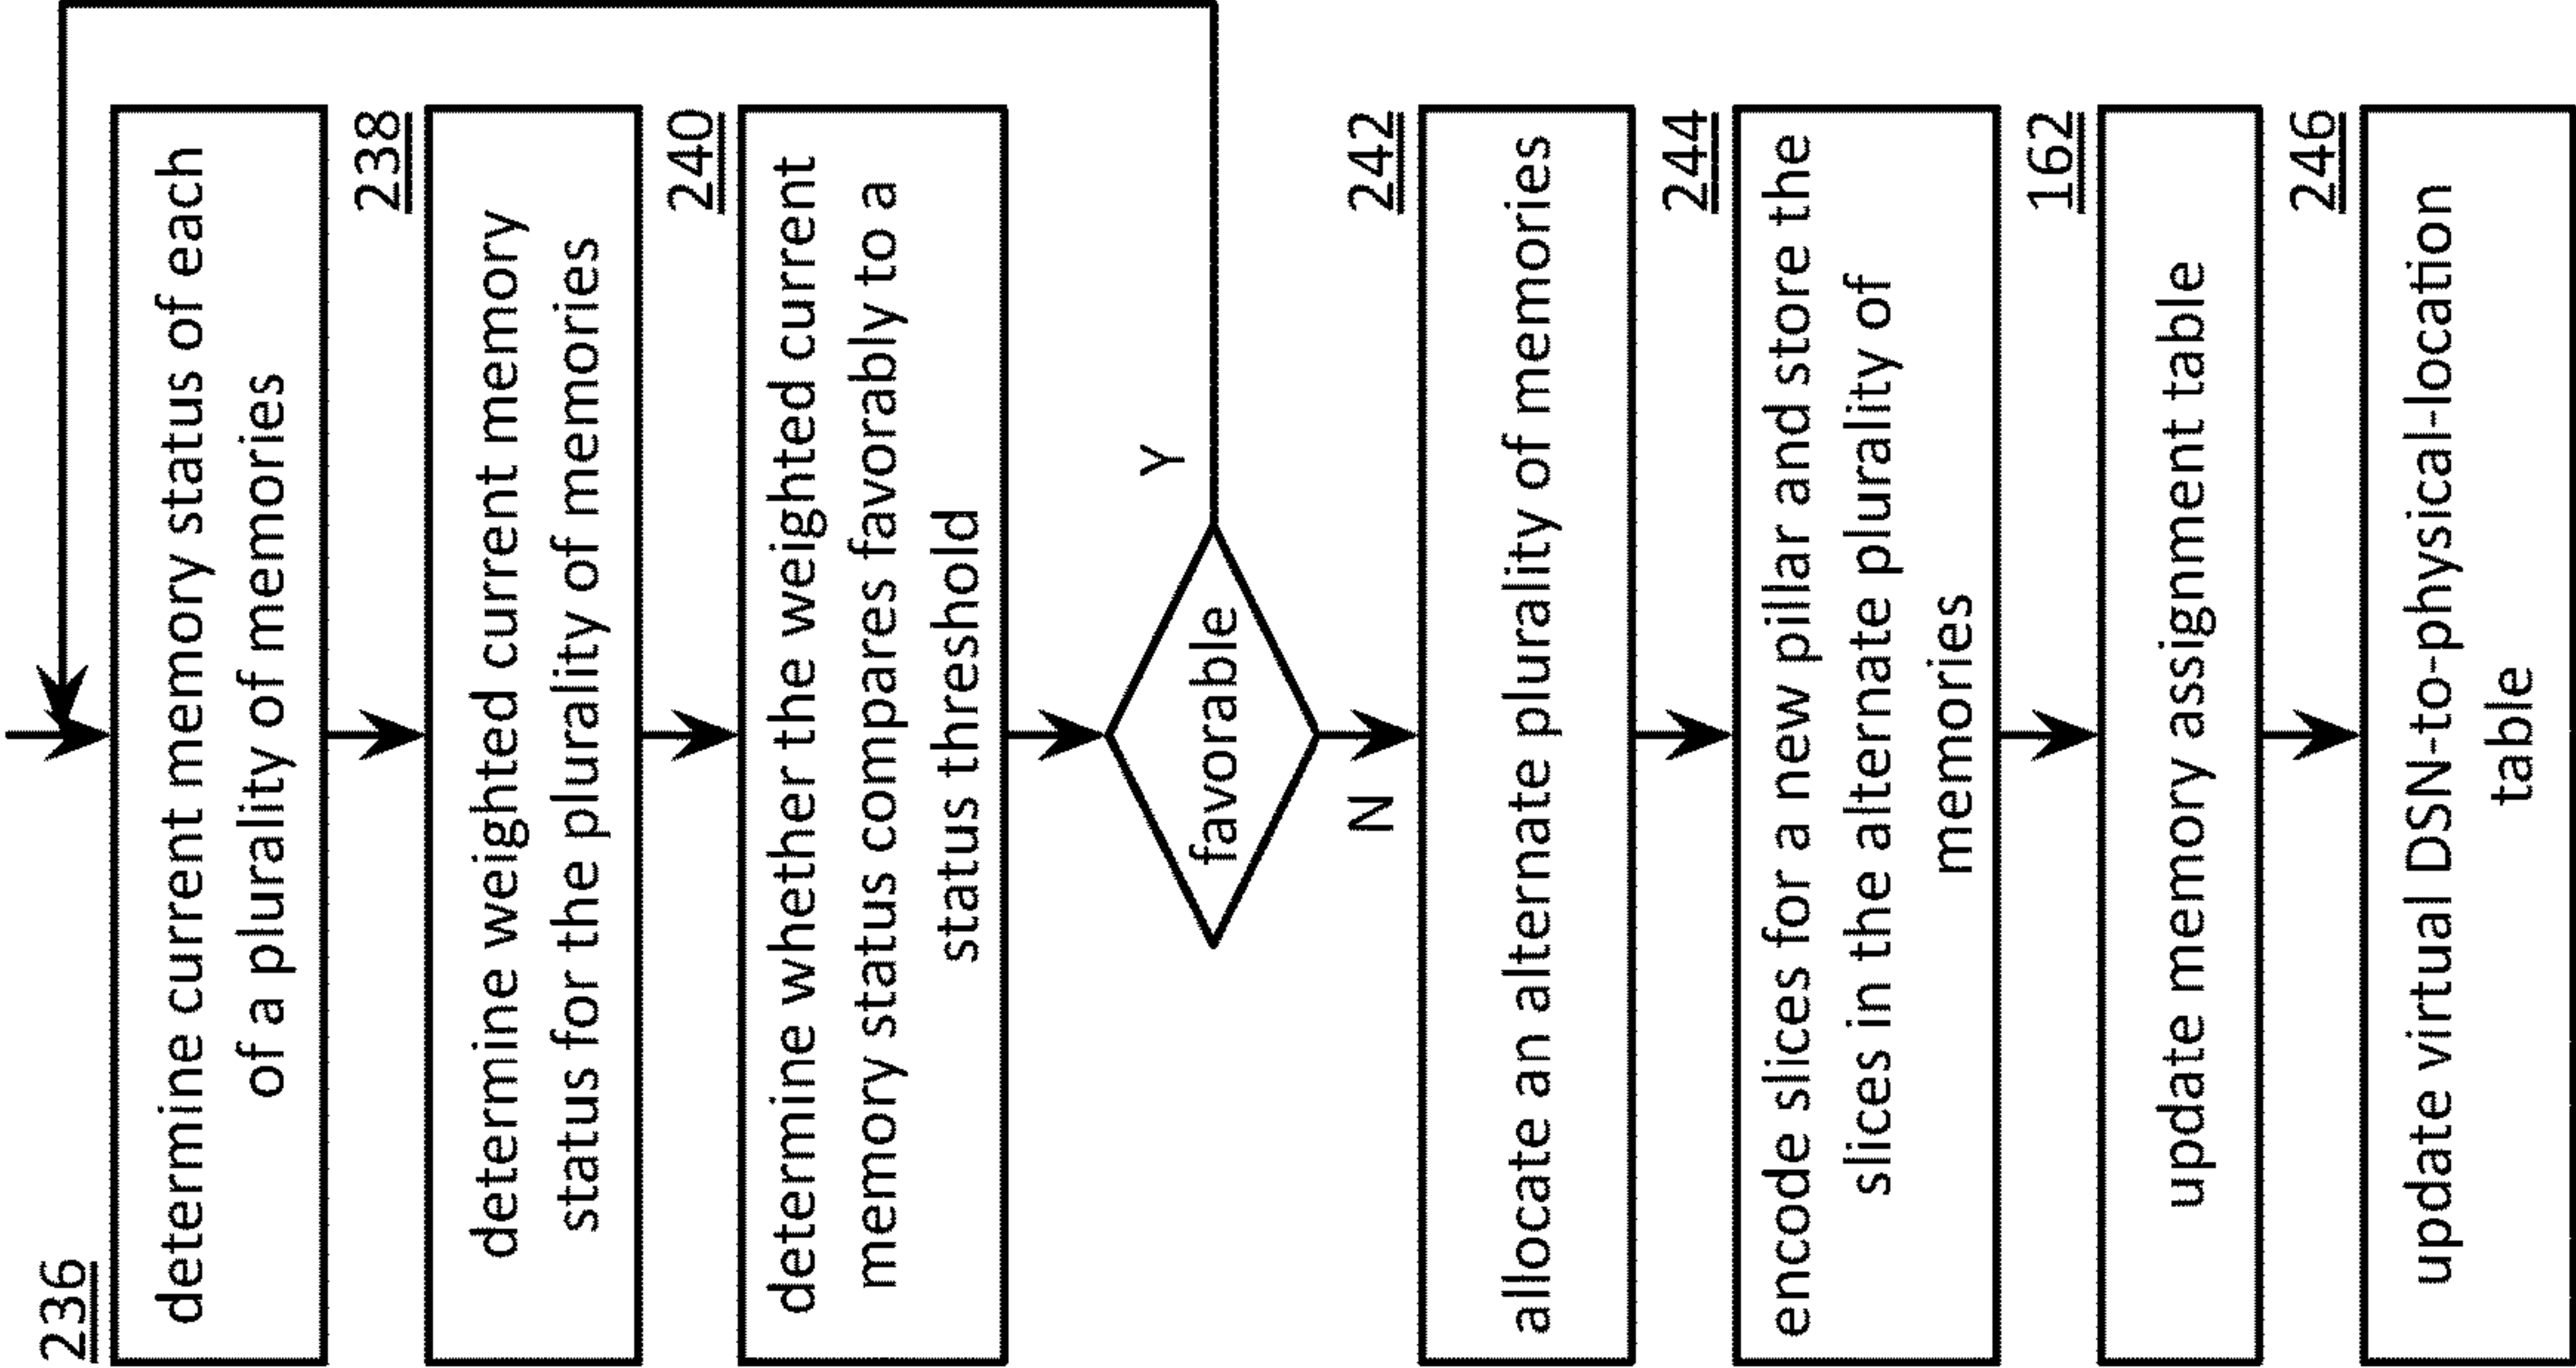 236
determine current memory status of each
of a plurality of memories
238
determine weighted current memory
status for the plurality of memories
240
determine whether the weighted current
memory status compares favorably to a
status threshold
favorable
Y
N
242
allocate an alternate plurality of memories
244
encode slices for a new pillar and store the
slices in the alternate plurality of
memories
162
update memory assignment table
246
update virtual DSN-to-physical-location
table